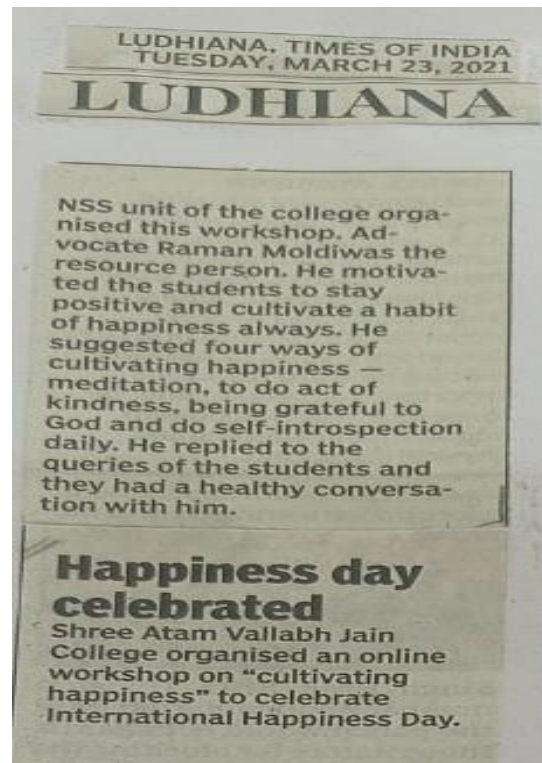 LUDHIANA, TIMES OF INDIA
TUESDAY, MARCH 23, 2021
LUDHIANA
NSS unit of the college orga-
nised this workshop. Ad-
vocate Raman Moldiwas the
resource person. He motiva-
ted the students to stay
positive and cultivate a habit
of happiness always. He
suggested four ways of
cultivating happiness —
meditation, to do act of
kindness, being grateful to
God and do self-introspection
daily. He replied to the
queries of the students and
they had a healthy conversa-
tion with him.
Happiness day
celebrated
Shree Atam Vallabh Jain
College organised an online
workshop on “cultivating
happiness” to celebrate
International Happiness Day.